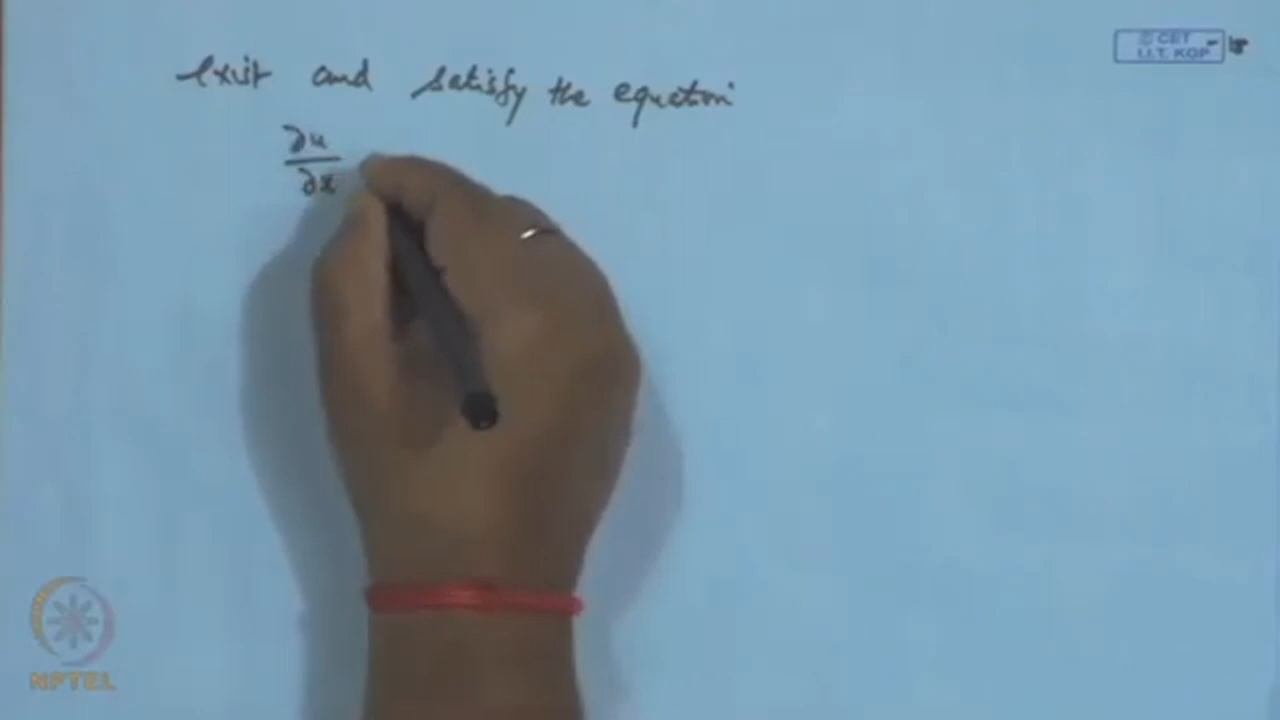 exist and satisfy the equation
∂u
∂x
© CET
I.I.T. KGP
NPTEL